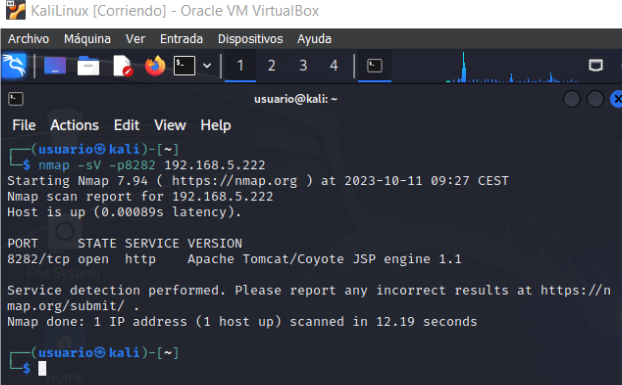 KaliLinux [Corriendo] - Oracle VM VirtualBox
Archivo Máquina Ver Entrada Dispositivos Ayuda
1 2 3 4
usuario@kali: ~
File Actions Edit View Help
(usuario㉿kali)-[~]
$ nmap -sV -p8282 192.168.5.222
Starting Nmap 7.94 ( https://nmap.org ) at 2023-10-11 09:27 CEST
Nmap scan report for 192.168.5.222
Host is up (0.00089s latency).
PORT STATE SERVICE VERSION
8282/tcp open http Apache Tomcat/Coyote JSP engine 1.1
File System
Service detection performed. Please report any incorrect results at https://n
map.org/submit/ .
Nmap done: 1 IP address (1 host up) scanned in 12.19 seconds
(usuario㉿kali)-[~]
$
Home